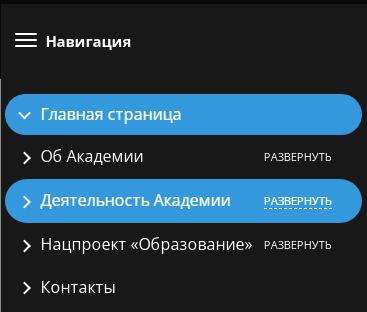 Навигация
Главная страница
Об Академии РАЗВЕРНУТЬ
Деятельность Академии РАЗВЕРНУТЬ
Нацпроект «Образование» РАЗВЕРНУТЬ
Контакты